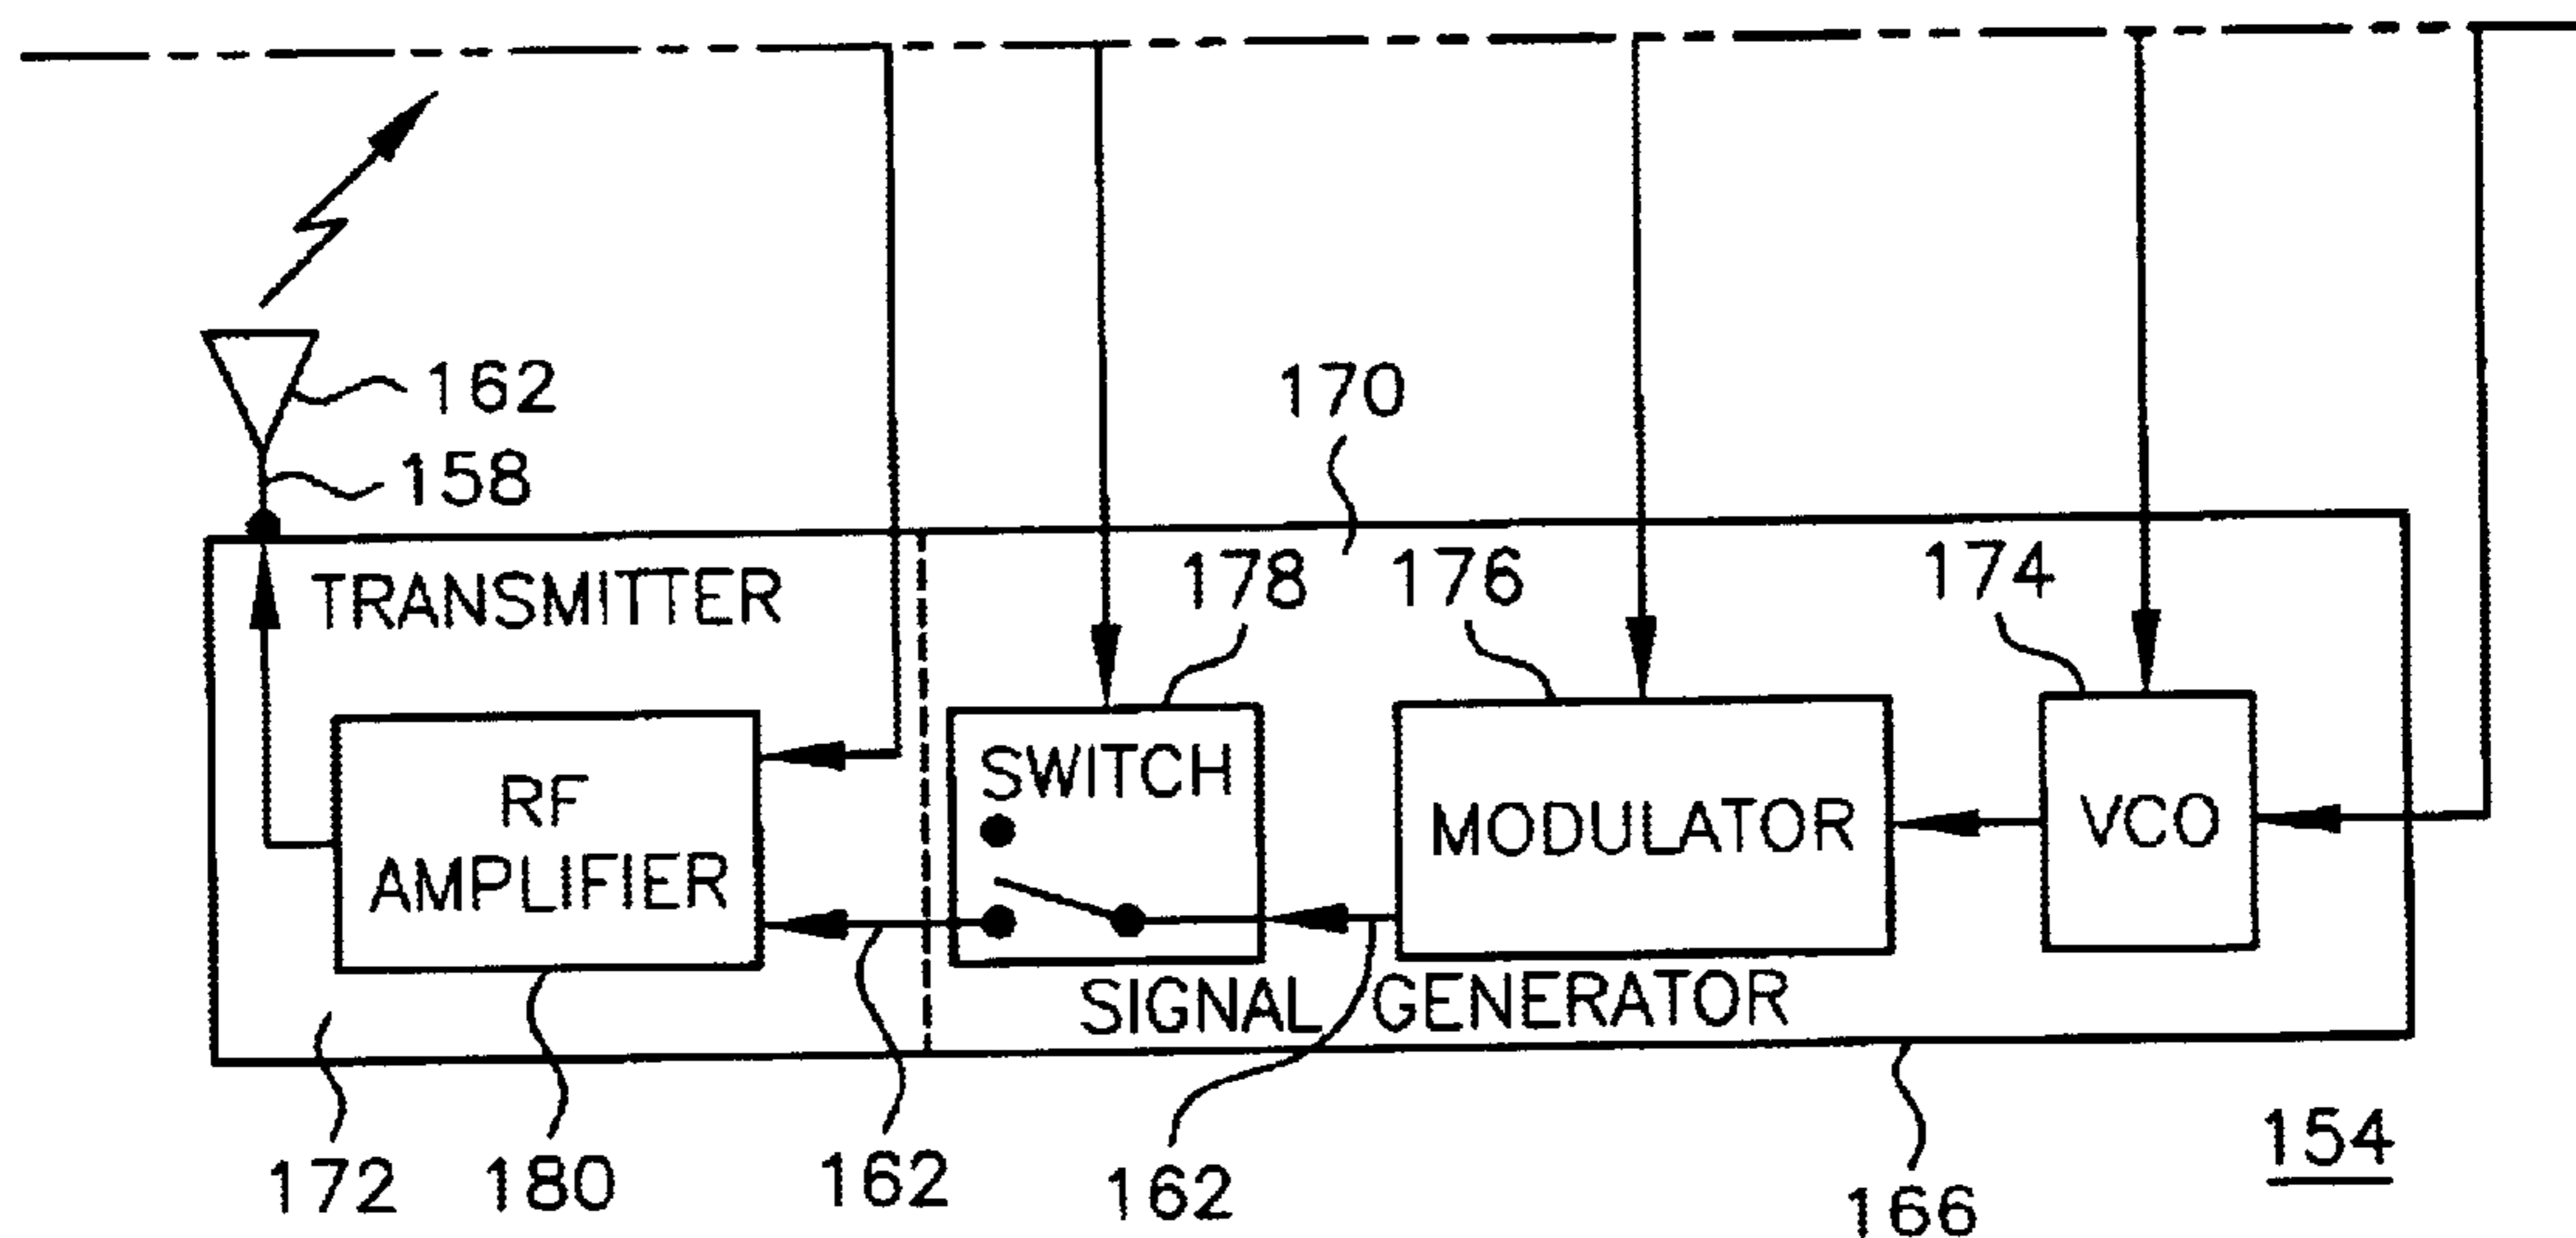 162
158
170
TRANSMITTER
178
176
174
SWITCH
RF
AMPLIFIER
MODULATOR
VCO
SIGNAL GENERATOR
172
180
162
162
166
154